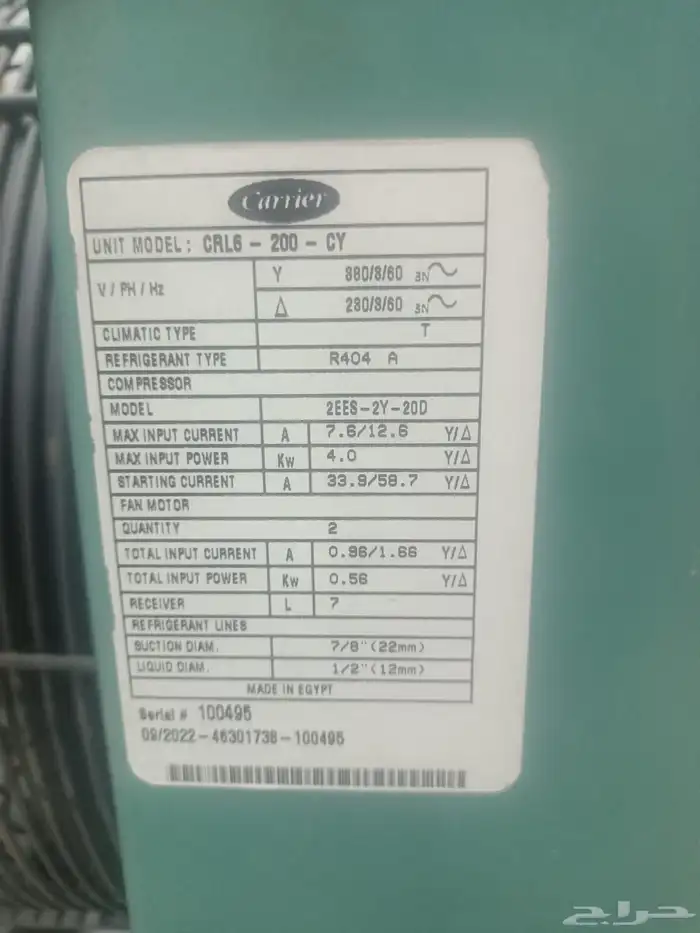 Carrier
UNIT MODEL: CRL6 - 200 - CY
V / PH / Hz
Y 380/3/60 3N~
Δ 230/3/60 3N~
CLIMATIC TYPE T
REFRIGERANT TYPE R404 A
COMPRESSOR
MODEL 2EES-2Y-20D
MAX INPUT CURRENT A 7.6/12.6 Y/Δ
MAX INPUT POWER Kw 4.0 Y/Δ
STARTING CURRENT A 33.9/58.7 Y/Δ
FAN MOTOR
QUANTITY 2
TOTAL INPUT CURRENT A 0.96/1.66 Y/Δ
TOTAL INPUT POWER Kw 0.56 Y/Δ
RECEIVER L 7
REFRIGERANT LINES
SUCTION DIAM. 7/8"(22mm)
LIQUID DIAM. 1/2"(12mm)
MADE IN EGYPT
Serial # 100495
09/2022-46301738-100495
حراج